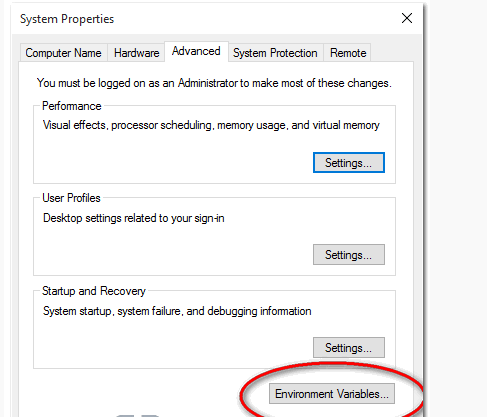 System Properties
Computer Name Hardware Advanced System Protection Remote
You must be logged on as an Administrator to make most of these changes.
Performance
Visual effects, processor scheduling, memory usage, and virtual memory
Settings...
User Profiles
Desktop settings related to your sign-in
Settings...
Startup and Recovery
System startup, system failure, and debugging information
Settings...
Environment Variables...